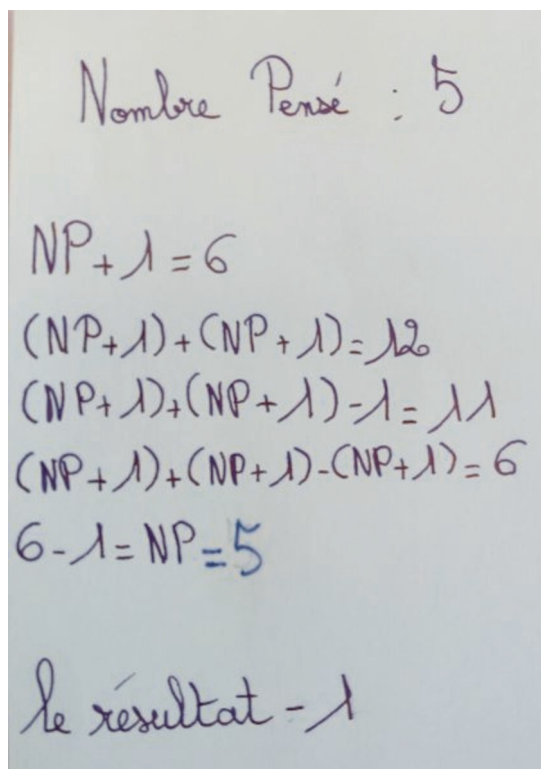 Nombre Pensé : 5
NP + 1 = 6
(NP+1)+(NP+1)=12
(NP+1)+(NP+1)-1=11
(NP+1)+(NP+1)-(NP+1)=6
6-1=NP=5
le résultat - 1